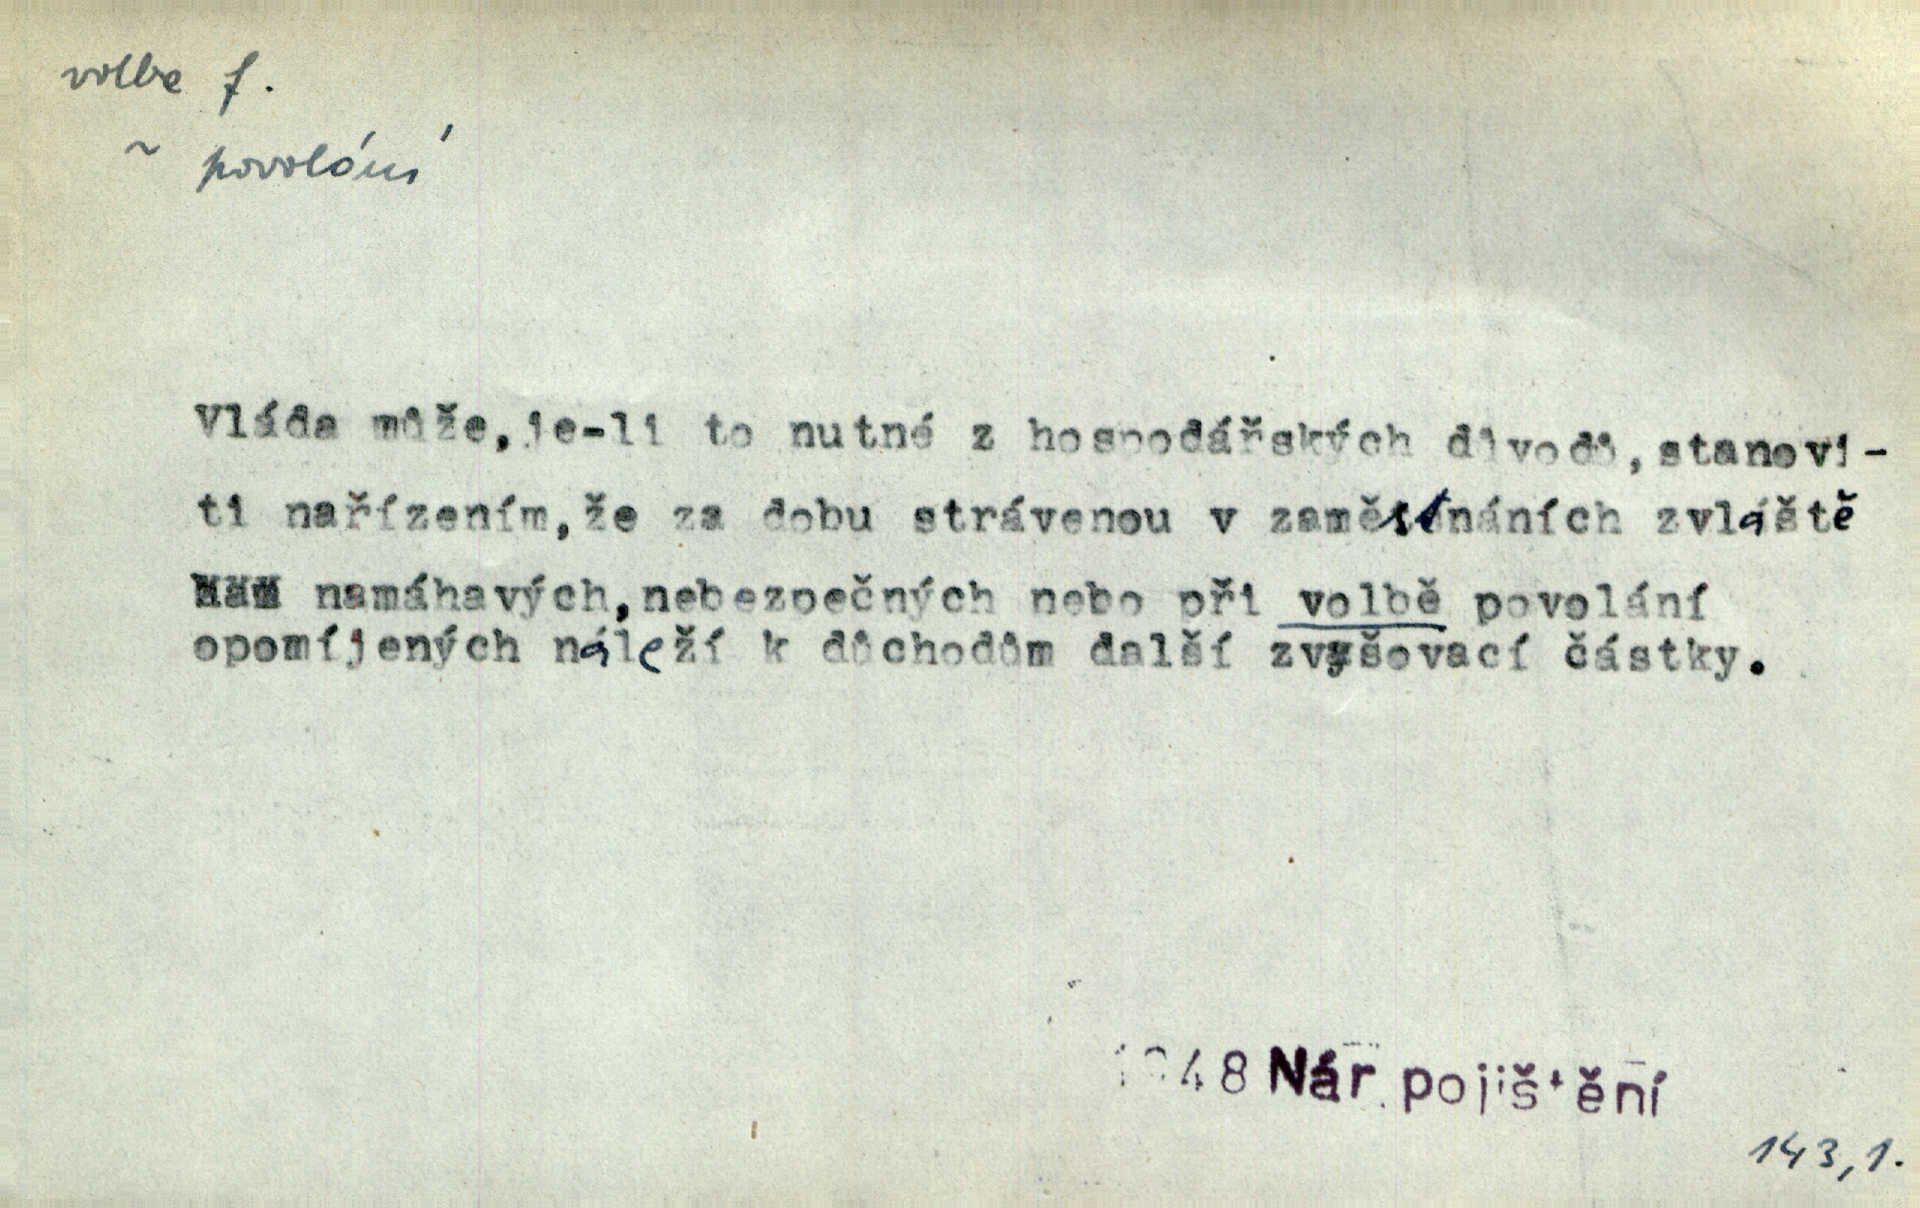 volba f.
~ povolání
Vláda může,je-li to nutné z hospodářských důvodů,stanovi-
ti nařízením,že za dobu strávenou v zaměstnáních zvláště
namáhavých,nebezpečných nebo při volbě povolání
opomíjených náleží k důchodům další zvyšovací částky.
1948 Nár. pojištění
143,1.